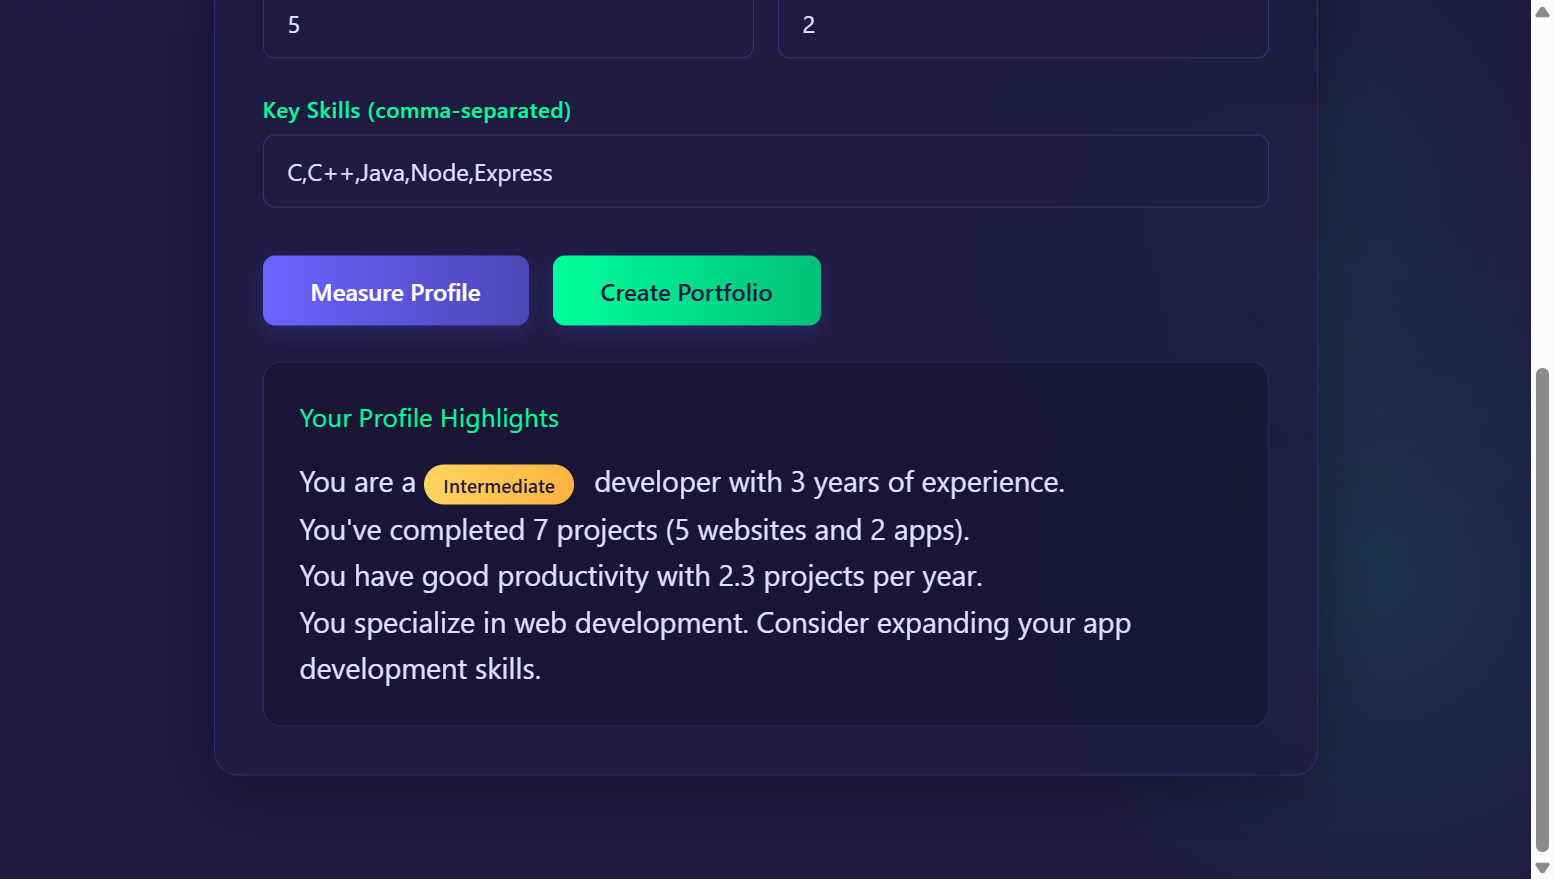 5
2
Key Skills (comma-separated)
C,C++,Java,Node,Express
Measure Profile
Create Portfolio
Your Profile Highlights
You are a Intermediate developer with 3 years of experience.
You've completed 7 projects (5 websites and 2 apps).
You have good productivity with 2.3 projects per year.
You specialize in web development. Consider expanding your app
development skills.